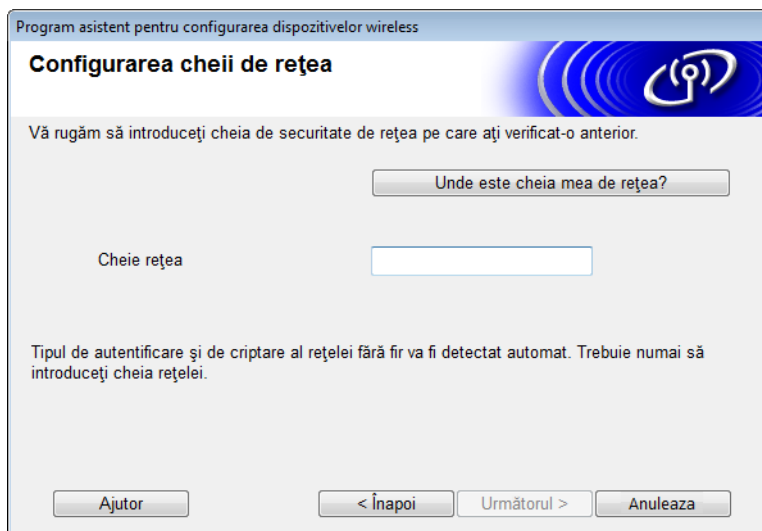 Program asistent pentru configurarea dispozitivelor wireless
Configurarea cheii de reţea
Vă rugăm să introduceţi cheia de securitate de reţea pe care aţi verificat-o anterior.
Unde este cheia mea de reţea?
Cheie reţea
Tipul de autentificare şi de criptare al reţelei fără fir va fi detectat automat. Trebuie numai să
introduceţi cheia reţelei.
Ajutor
< Înapoi
Următorul >
Anuleaza